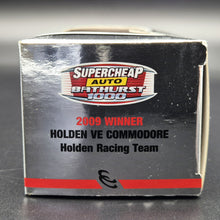 SUPERCHEAP
AUTO
BATHURST
1000
2009 WINNER
HOLDEN VE COMMODORE
Holden Racing Team